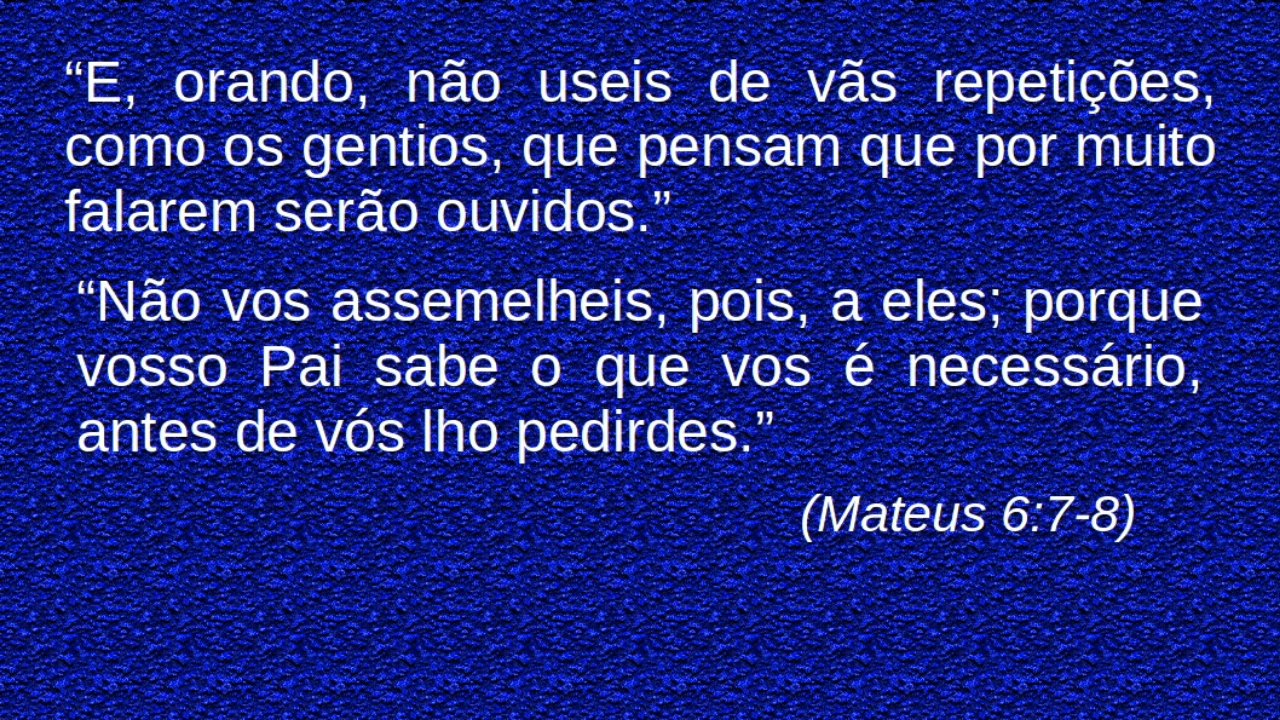 “E, orando, não useis de vãs repetições,
como os gentios, que pensam que por muito
falarem serão ouvidos.”
“Não vos assemelheis, pois, a eles; porque
vosso Pai sabe o que vos é necessário,
antes de vós lho pedirdes.”
(Mateus 6:7-8)